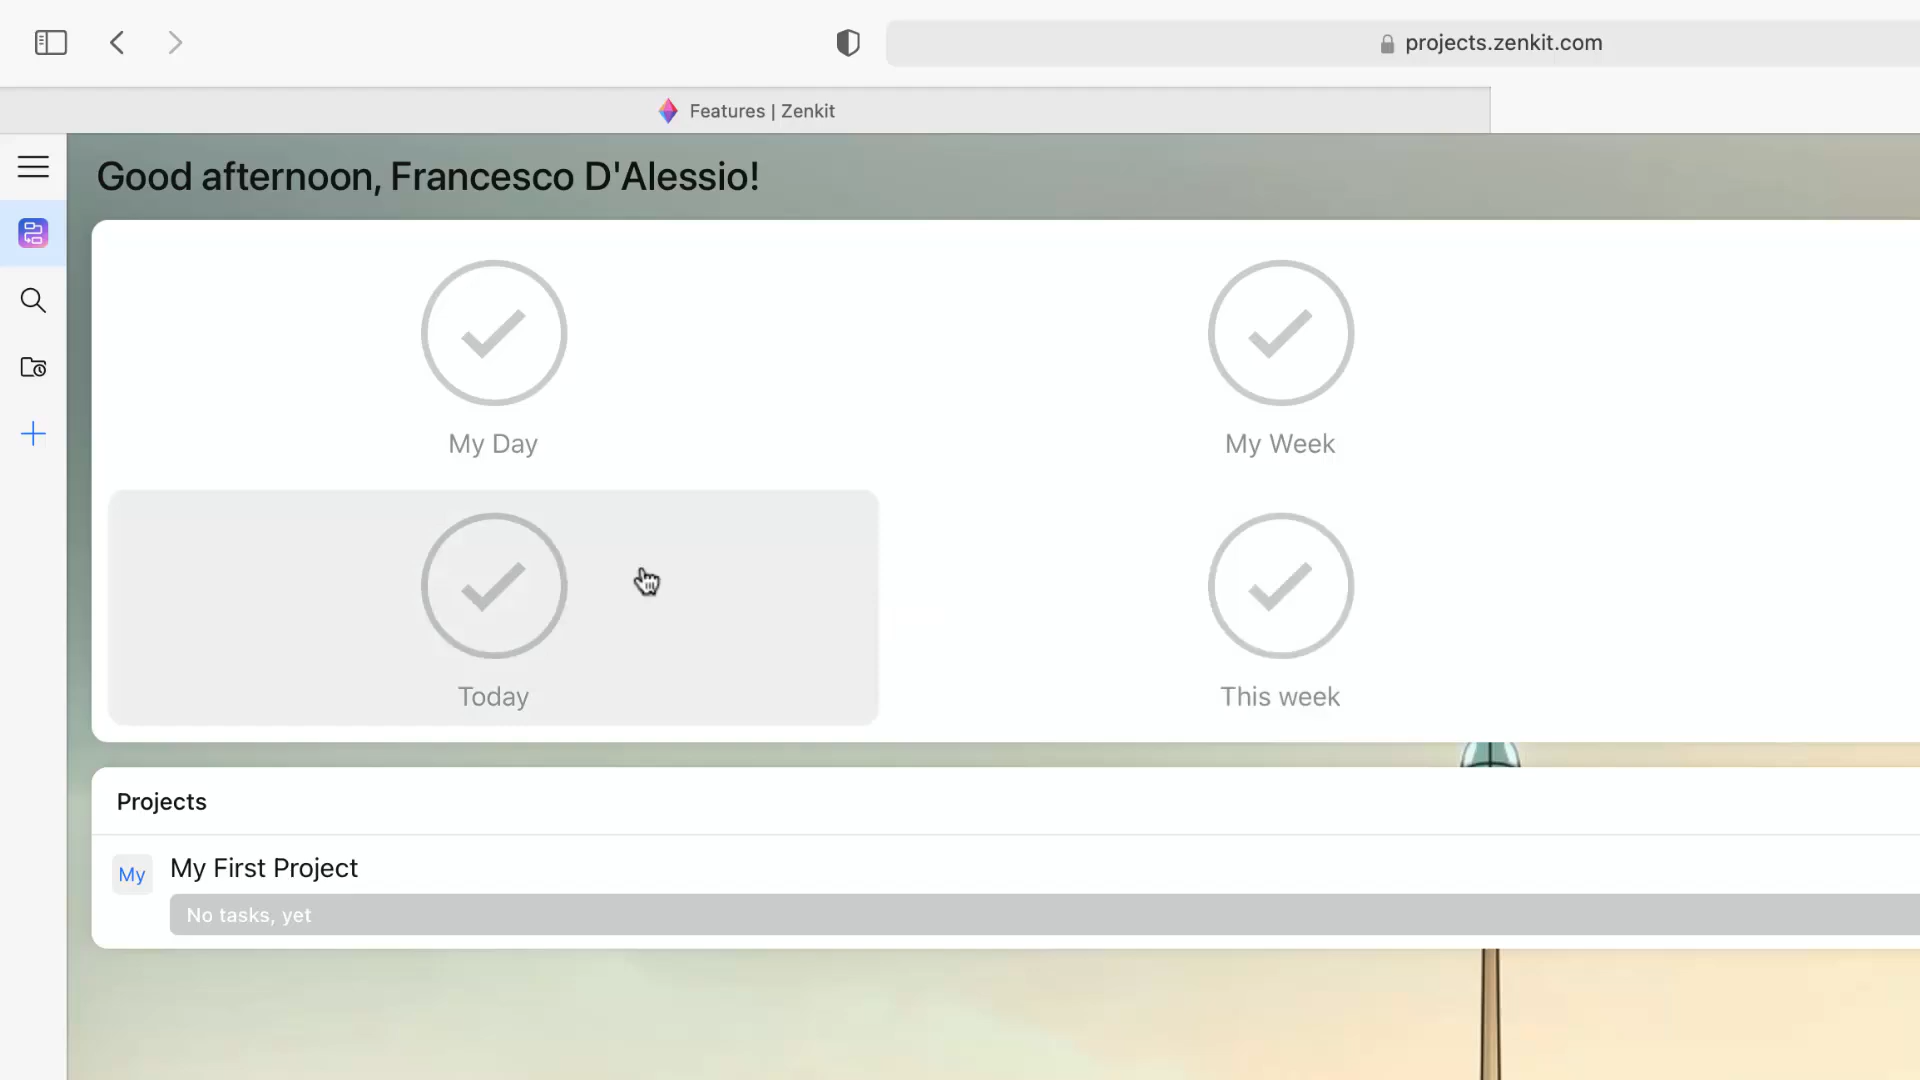 projects.zenkit.com
Features | Zenkit
Good afternoon, Francesco D'Alessio!
My Day
My Week
Today
This week
Projects
My
My First Project
No tasks, yet